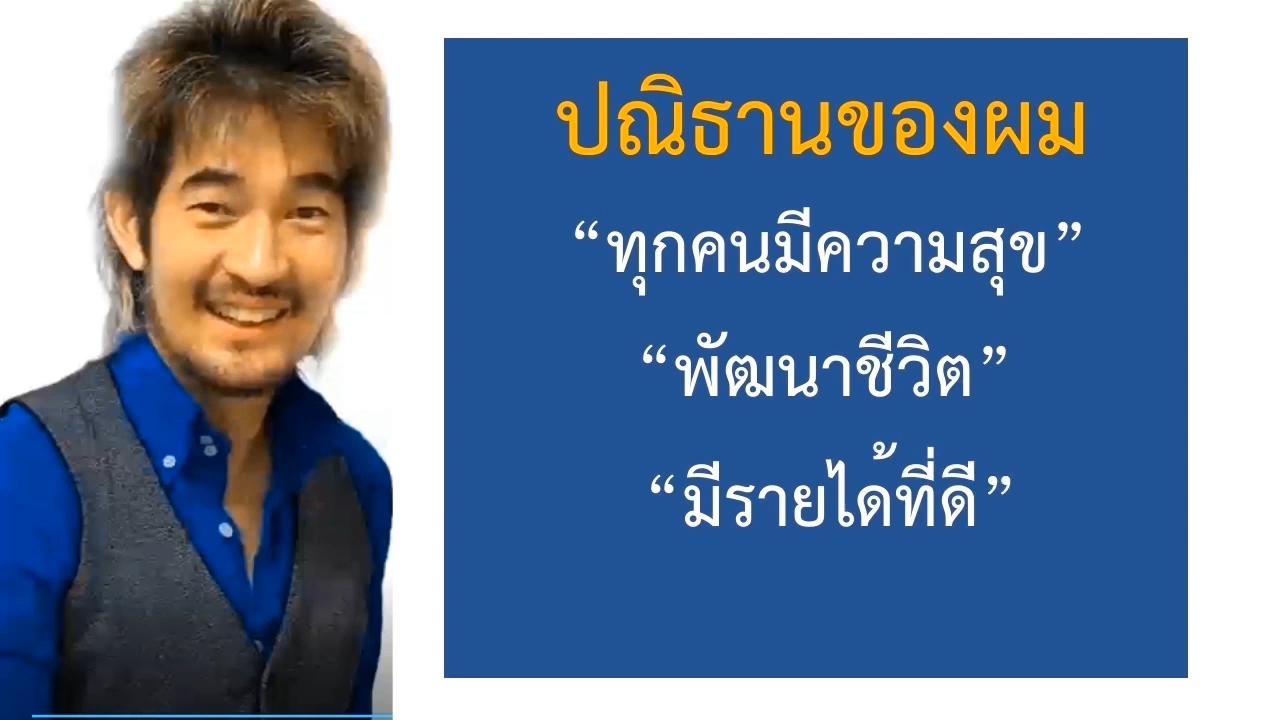 ปณิธานของผม
“ทุกคนมีความสุข”
“พัฒนาชีวิต”
“มีรายได้ที่ดี”